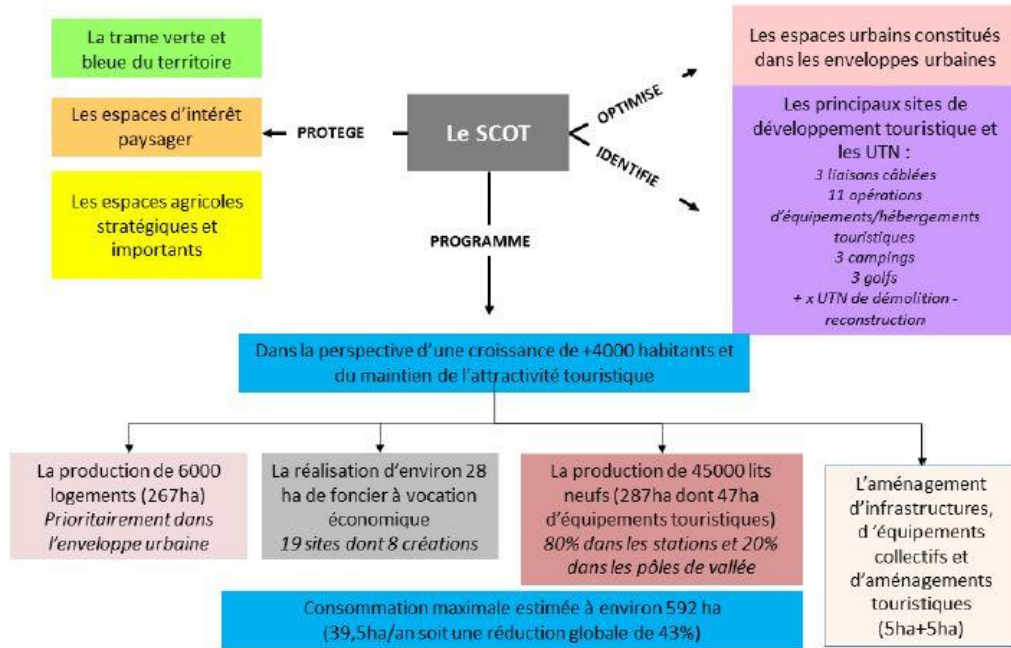 La trame verte et
bleue du territoire
Les espaces d'intérêt
paysager
Les espaces agricoles
stratégiques et
importants
PROTEGE
Le SCOT
OPTIMISE
IDENTIFIE
PROGRAMME
Les espaces urbains constitués
dans les enveloppes urbaines
Les principaux sites de
développement touristique et
les UTN :
3 liaisons câblées
11 opérations
d'équipements/hébergements
touristiques
3 campings
3 golfs
+ x UTN de démolition -
reconstruction
Dans la perspective d'une croissance de +4000 habitants et
du maintien de l'attractivité touristique
La production de 6000
logements (267ha)
Prioritairement dans
l'enveloppe urbaine
La réalisation d'environ 28
ha de foncier à vocation
économique
19 sites dont 8 créations
La production de 45000 lits
neufs (287ha dont 47ha
d'équipements touristiques)
80% dans les stations et 20%
dans les pôles de vallée
L'aménagement
d'infrastructures,
d 'équipements
collectifs et
d'aménagements
touristiques
(5ha+5ha)
Consommation maximale estimée à environ 592 ha
(39,5ha/an soit une réduction globale de 43%)